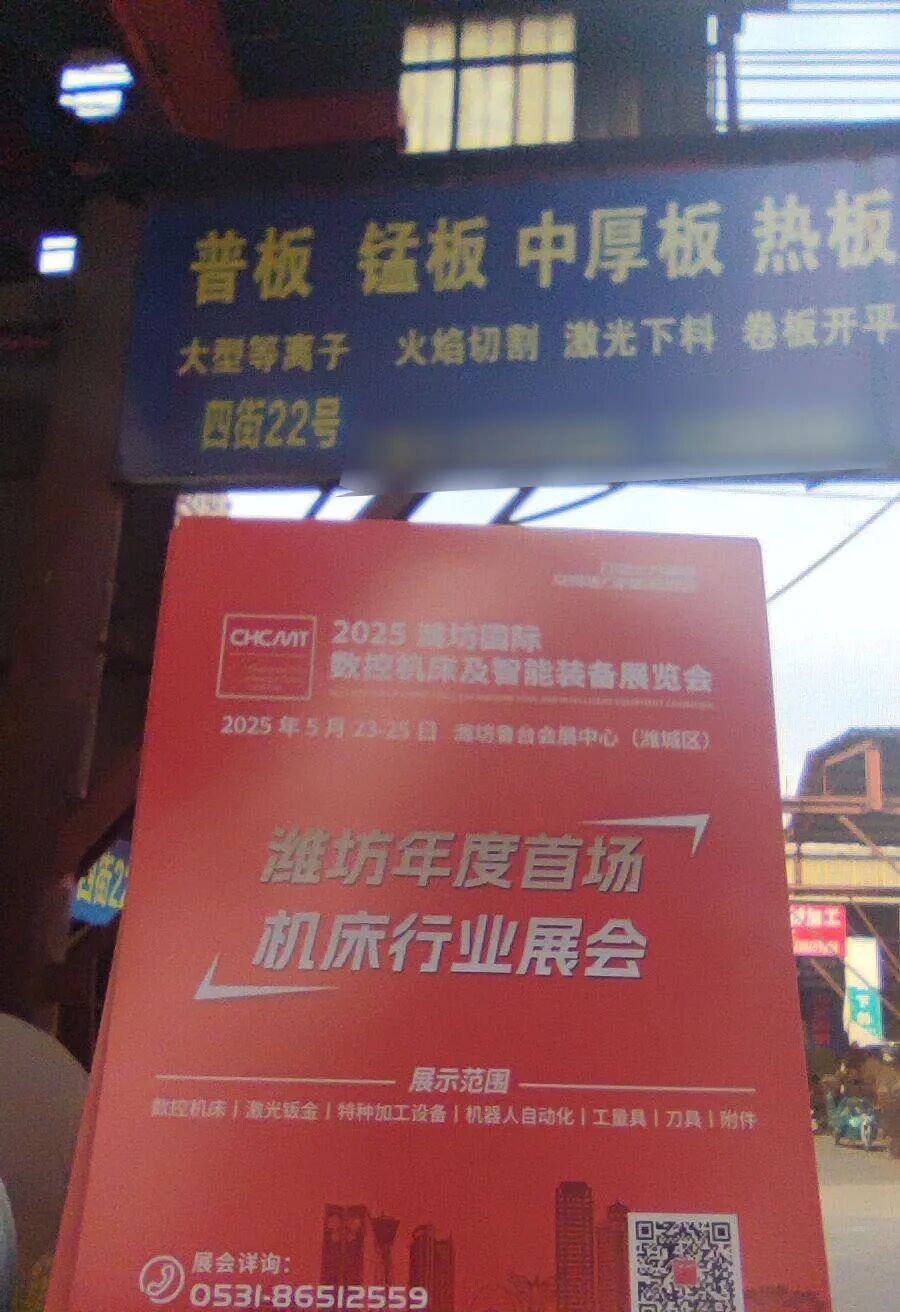 普板 锰板 中厚板 热板
大型等离子 火焰切割 激光下料 卷板开平
四街22号
CHCMT
2025 潍坊国际
数控机床及智能装备展览会
2025 年 5 月 23-25 日 潍坊鲁台会展中心（潍城区）
潍坊年度首场
机床行业展会
四街22
加工
展示范围
数控机床 | 激光钣金 | 特种加工设备 | 机器人自动化 | 工量具 | 刀具 | 附件
展会详询：
0531-86512559